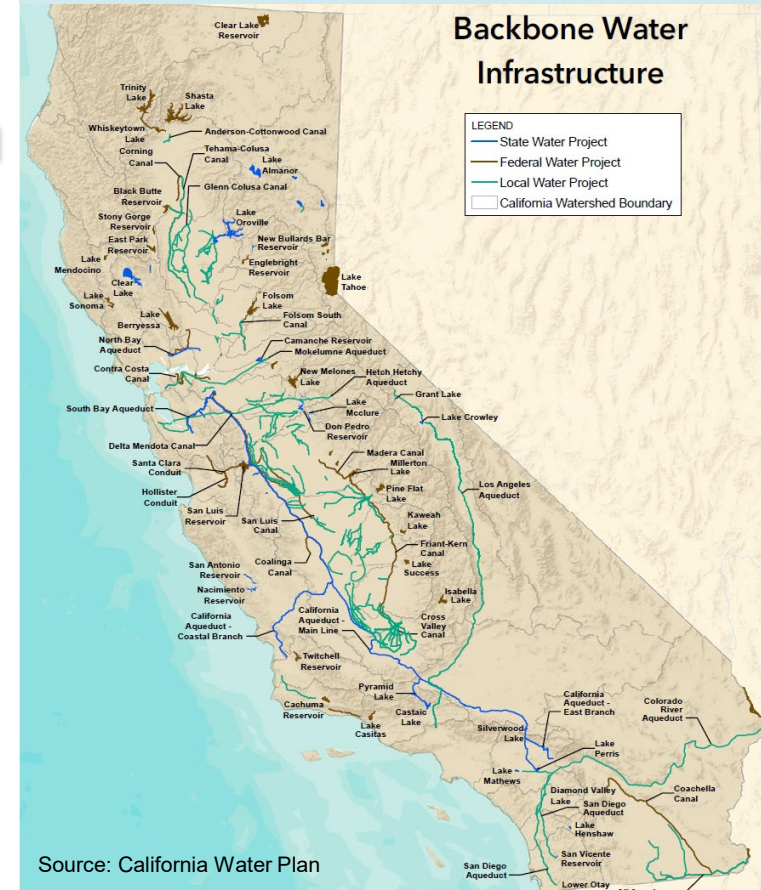 Backbone Water
Infrastructure
LEGEND
State Water Project
Federal Water Project
Local Water Project
California Watershed Boundary
Clear Lake
Reservoir
Trinity
Lake
Shasta
Lake
Whiskeytown
Lake
Anderson-Cottonwood Canal
Corning
Canal
Tehama-Colusa
Canal
Lake
Almanor
Glenn Colusa Canal
Black Butte
Reservoir
Stony Gorge
Reservoir
Lake
Oroville
East Park
Reservoir
New Bullards Bar
Reservoir
Lake
Mendocino
Englebright
Reservoir
Clear
Lake
Lake
Tahoe
Lake
Sonoma
Folsom
Lake
Lake
Berryessa
Folsom South
Canal
North Bay
Aqueduct
Camanche Reservoir
Mokelumne Aqueduct
Contra Costa
Canal
New Melones
Lake
Hetch Hetchy
Aqueduct
Grant Lake
South Bay Aqueduct
Lake
Mcclure
Lake Crowley
Don Pedro
Reservoir
Delta Mendota Canal
Madera Canal
Santa Clara
Conduit
Millerton
Lake
Los Angeles
Aqueduct
Hollister
Conduit
Pine Flat
Lake
San Luis
Reservoir
San Luis
Canal
Kaweah
Lake
Friant-Kern
Canal
Coalinga
Canal
Lake
Success
San Antonio
Reservoir
Nacimiento
Reservoir
Isabella
Lake
California
Aqueduct -
Coastal Branch
California
Aqueduct -
Main Line
Cross
Valley
Canal
Twitchell
Reservoir
Pyramid
Lake
California
Aqueduct -
East Branch
Colorado
River
Aqueduct
Cachuma
Reservoir
Castaic
Lake
Lake
Casitas
Silverwood
Lake
Lake
Perris
Lake
Mathews
Diamond Valley
Lake
San Diego
Aqueduct
Coachella
Canal
Lake
Henshaw
San Vicente
Reservoir
San Diego
Aqueduct
Lower Otay
Source: California Water Plan